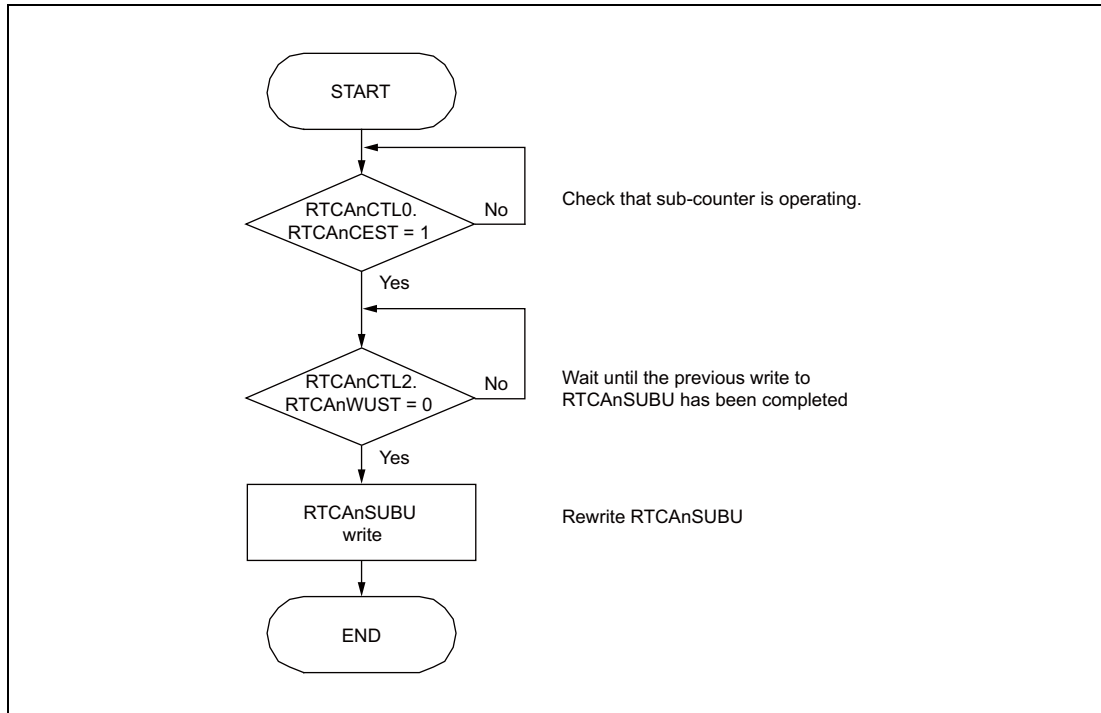 START
RTCAnCTL0.
RTCAnCEST = 1
No
Check that sub-counter is operating.
Yes
RTCAnCTL2.
RTCAnWUST = 0
No
Wait until the previous write to
RTCAnSUBU has been completed
Yes
RTCAnSUBU
write
Rewrite RTCAnSUBU
END